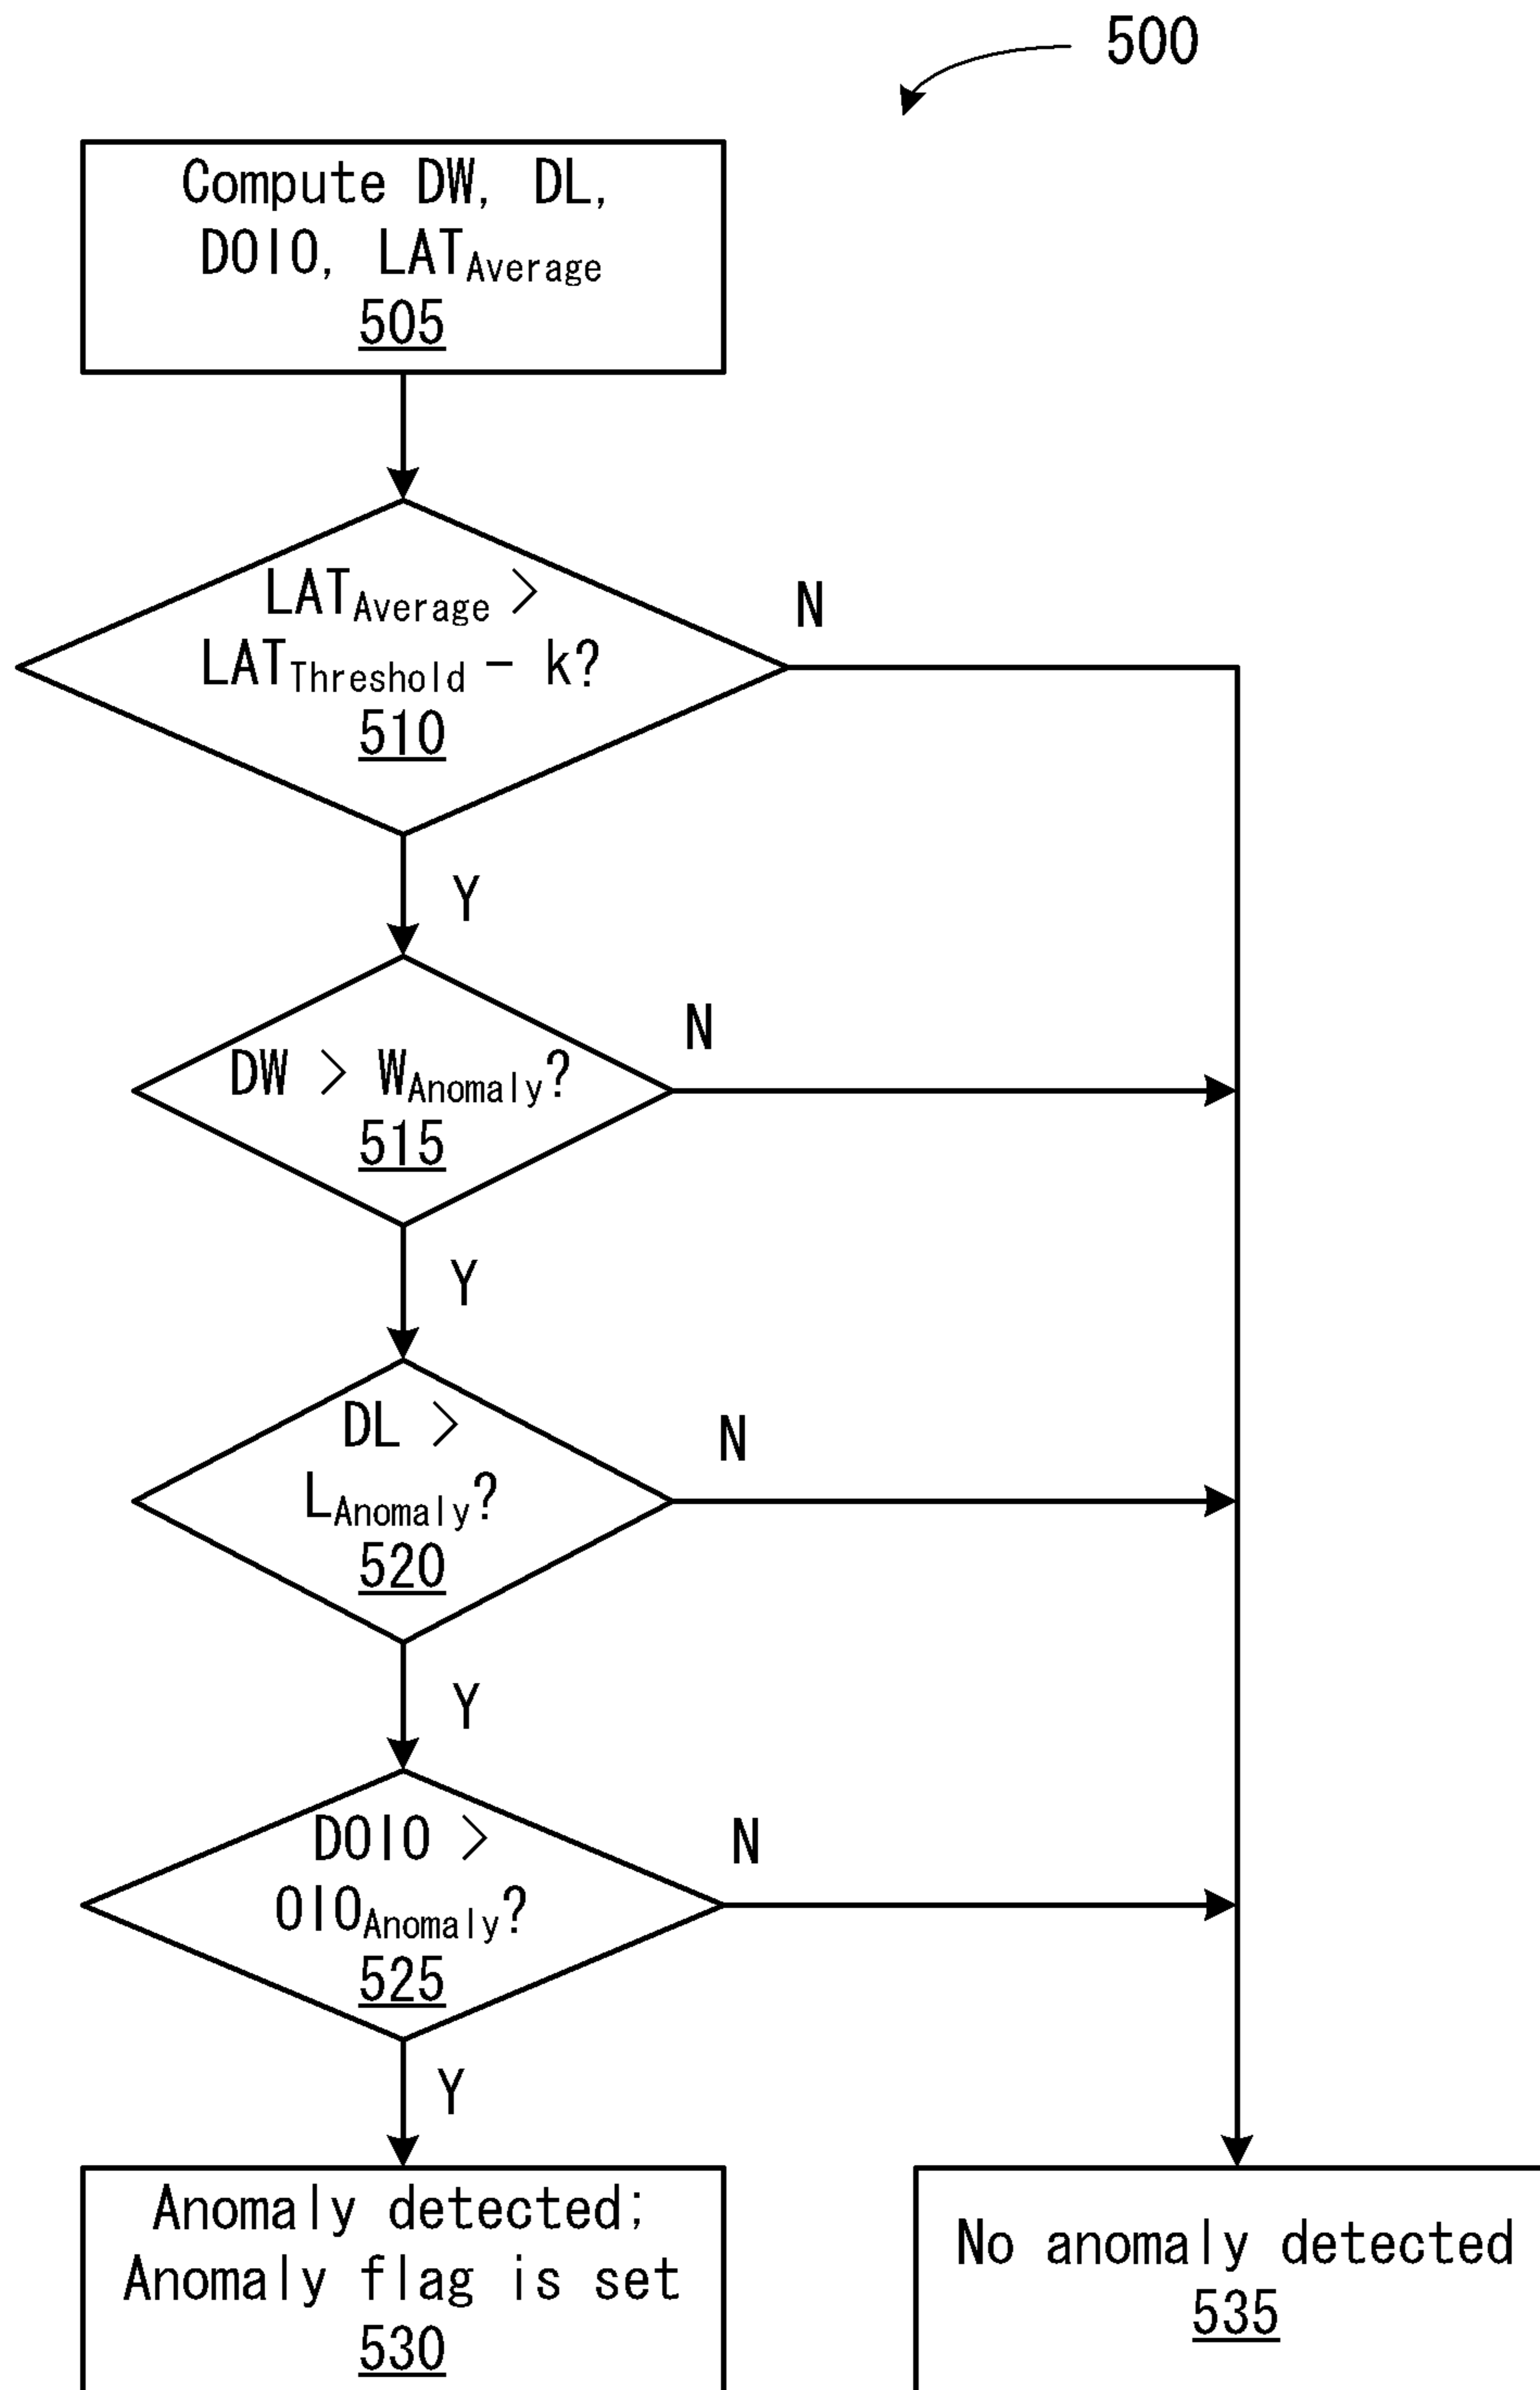 500
Compute DW, DL,
DOIO, LATAverage
505
LATAverage >
LATThreshold - k?
510
N
Y
DW > WAnomaly?
515
N
Y
DL >
LAnomaly?
520
N
Y
DOIO >
OIOAnomaly?
525
N
Y
Anomaly detected;
Anomaly flag is set
530
No anomaly detected
535